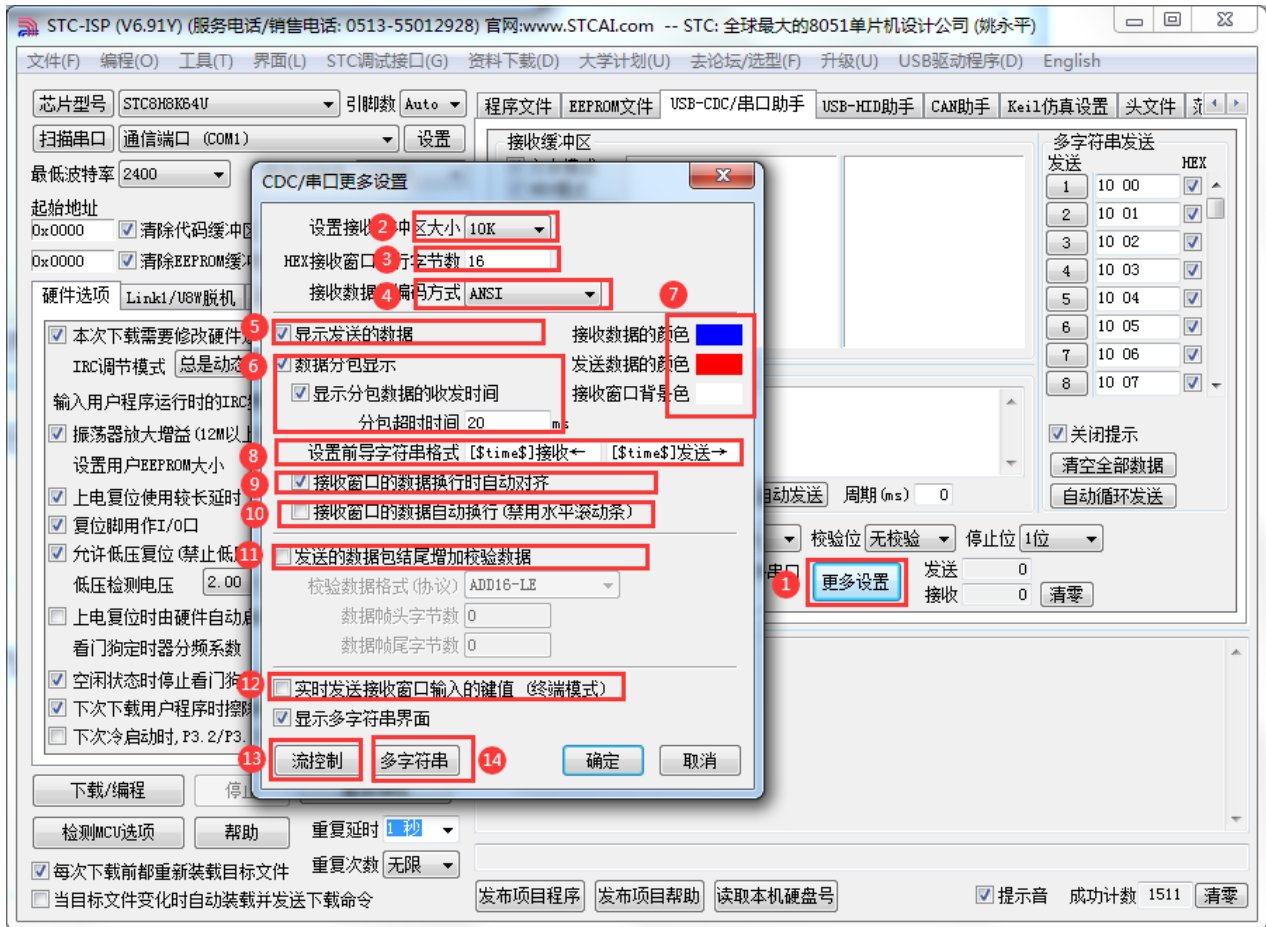 STC-ISP (V6.91Y) (服务电话/销售电话: 0513-55012928) 官网:www.STCAI.com -- STC: 全球最大的8051单片机设计公司 (姚永平)
文件(F) 编程(O) 工具(T) 界面(L) STC调试接口(G) 资料下载(D) 大学计划(U) 去论坛/选型(F) 升级(U) USB驱动程序(D) English
芯片型号 STC8H8K64U 引脚数 Auto
扫描串口 通信端口 (COM1) 设置
最低波特率 2400
起始地址
0x0000 清除代码缓冲区
0x0000 清除EEPROM缓冲
硬件选项 Link1/U8W脱机
本次下载需要修改硬件
IRC调节模式 总是动态
输入用户程序运行时的IRC
振荡器放大增益(12M以上
设置用户EEPROM大小
上电复位使用较长延时
复位脚用作I/O口
允许低压复位(禁止低
低压检测电压 2.00
上电复位时由硬件自动启
看门狗定时器分频系数
空闲状态时停止看门狗
下次下载用户程序时擦除
下次冷启动时,P3.2/P3.
下载/编程
检测MCU选项 帮助 重复延时 1 秒
每次下载前都重新装载目标文件 重复次数 无限
当目标文件变化时自动装载并发送下载命令
程序文件 EEPROM文件 USB-CDC/串口助手 USB-HID助手 CAN助手 Keil仿真设置 头文件
接收缓冲区
多字符串发送
发送 HEX
1 10 00
2 10 01
3 10 02
4 10 03
5 10 04
6 10 05
7 10 06
8 10 07
关闭提示
清空全部数据
自动循环发送
自动发送 周期(ms) 0
校验位 无校验 停止位 1位
串口 1 更多设置 发送 0
接收 0 清零
发布项目程序 发布项目帮助 读取本机硬盘号 提示音 成功计数 1511 清零
CDC/串口更多设置
设置接收 2 冲区大小 10K
HEX接收窗口 3 行字节数 16
接收数据 4 编码方式 ANSI 7
5 显示发送的数据 接收数据的颜色
6 数据分包显示 发送数据的颜色
显示分包数据的收发时间 接收窗口背景色
分包超时时间 20 ms
8 设置前导字符串格式 [$time$]接收← [$time$]发送→
9 接收窗口的数据换行时自动对齐
10 接收窗口的数据自动换行(禁用水平滚动条)
11 发送的数据包结尾增加校验数据
校验数据格式(协议) ADD16-LE
数据帧头字节数 0
数据帧尾字节数 0
12 实时发送接收窗口输入的键值 (终端模式)
显示多字符串界面
13 流控制 多字符串 14 确定 取消